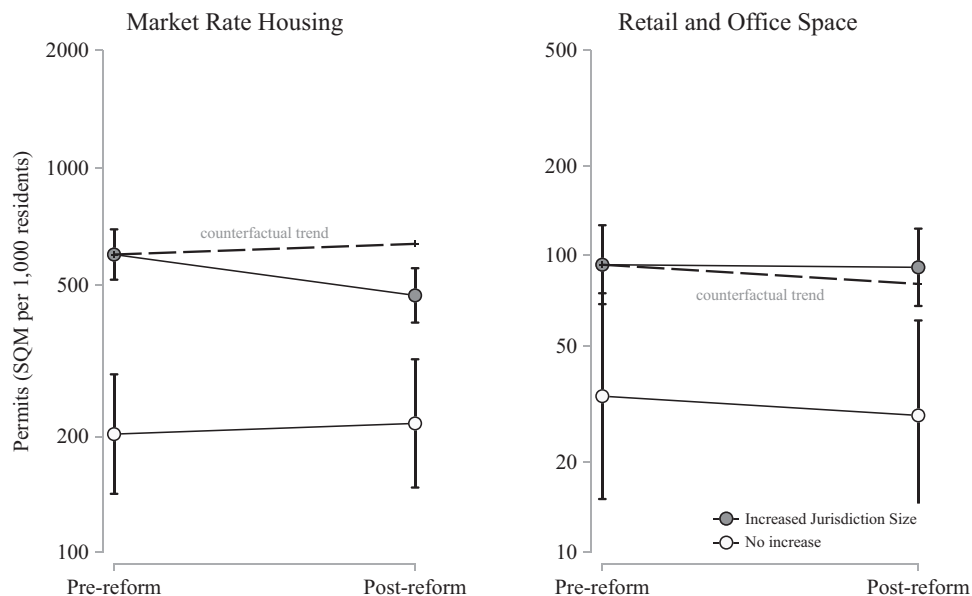 Market Rate Housing
Permits (SQM per 1,000 residents)
2000
1000
500
200
100
counterfactual trend
Pre-reform
Post-reform
Retail and Office Space
500
200
100
50
20
10
counterfactual trend
Increased Jurisdiction Size
No increase
Pre-reform
Post-reform